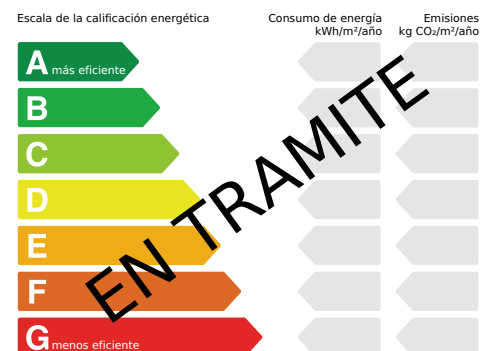 Escala de la calificación energética
Consumo de energía
kWh/m²/año
Emisiones
kg CO₂/m²/año
A más eficiente
B
C
D
E
F
G menos eficiente
EN TRAMITE